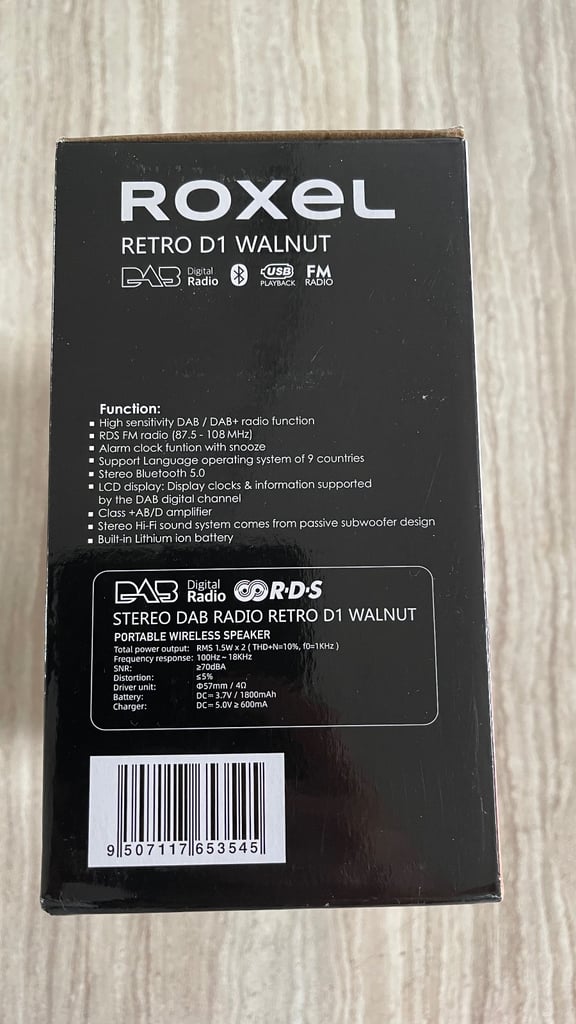 ROXEL
RETRO D1 WALNUT
DAB Digital Radio USB PLAYBACK FM RADIO
Function:
▪ High sensitivity DAB / DAB+ radio function
▪ RDS FM radio (87.5 - 108 MHz)
▪ Alarm clock funtion with snooze
▪ Support Language operating system of 9 countries
▪ Stereo Bluetooth 5.0
▪ LCD display: Display clocks & information supported
by the DAB digital channel
▪ Class +AB/D amplifier
▪ Stereo Hi-Fi sound system comes from passive subwoofer design
▪ Built-in Lithium ion battery
DAB Digital Radio R·D·S
STEREO DAB RADIO RETRO D1 WALNUT
PORTABLE WIRELESS SPEAKER
Total power output: RMS 1.5W x 2 ( THD+N=10%, f0=1KHz )
Frequency response: 100Hz~18KHz
SNR: ≥70dBA
Distortion: ≤5%
Driver unit: Φ57mm / 4Ω
Battery: DC= 3.7V / 1800mAh
Charger: DC= 5.0V ≥ 600mA
9 507117 653545